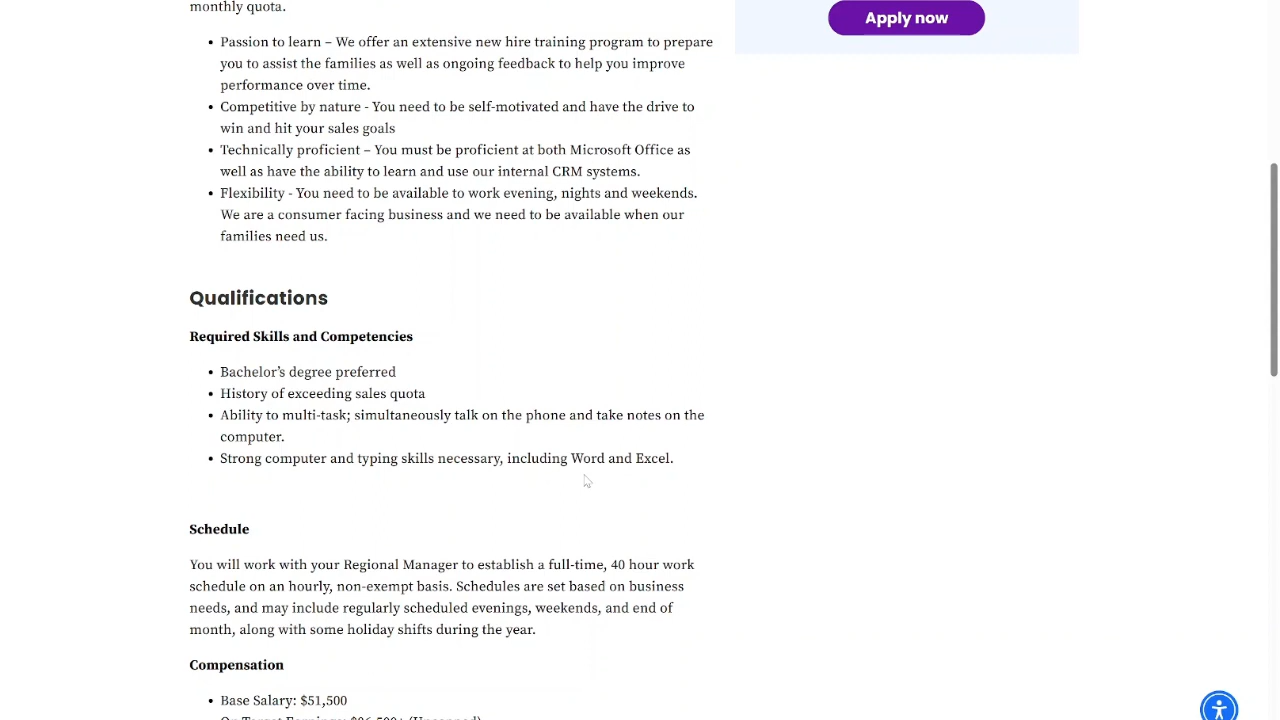 monthly quota.
Apply now
• Passion to learn – We offer an extensive new hire training program to prepare
you to assist the families as well as ongoing feedback to help you improve
performance over time.
• Competitive by nature - You need to be self-motivated and have the drive to
win and hit your sales goals
• Technically proficient – You must be proficient at both Microsoft Office as
well as have the ability to learn and use our internal CRM systems.
• Flexibility - You need to be available to work evening, nights and weekends.
We are a consumer facing business and we need to be available when our
families need us.
Qualifications
Required Skills and Competencies
• Bachelor’s degree preferred
• History of exceeding sales quota
• Ability to multi-task; simultaneously talk on the phone and take notes on the
computer.
• Strong computer and typing skills necessary, including Word and Excel.
Schedule
You will work with your Regional Manager to establish a full-time, 40 hour work
schedule on an hourly, non-exempt basis. Schedules are set based on business
needs, and may include regularly scheduled evenings, weekends, and end of
month, along with some holiday shifts during the year.
Compensation
• Base Salary: $51,500
On Target Earnings: (Uncapped)